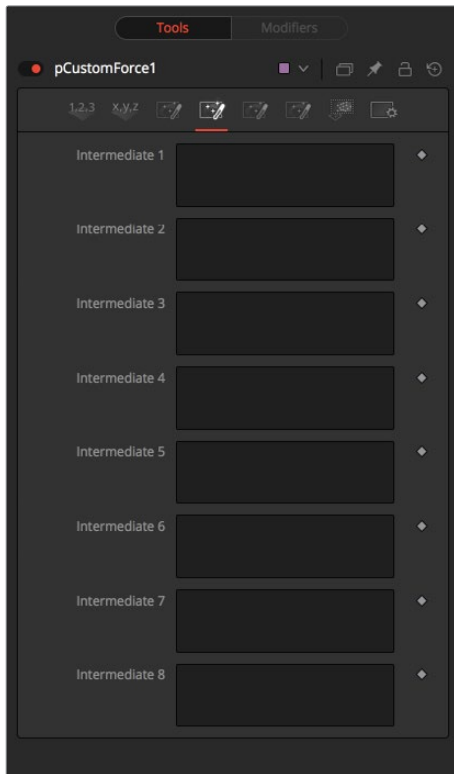 Tools Modifiers
pCustomForce1
1,2,3 x,y,z
Intermediate 1
Intermediate 2
Intermediate 3
Intermediate 4
Intermediate 5
Intermediate 6
Intermediate 7
Intermediate 8